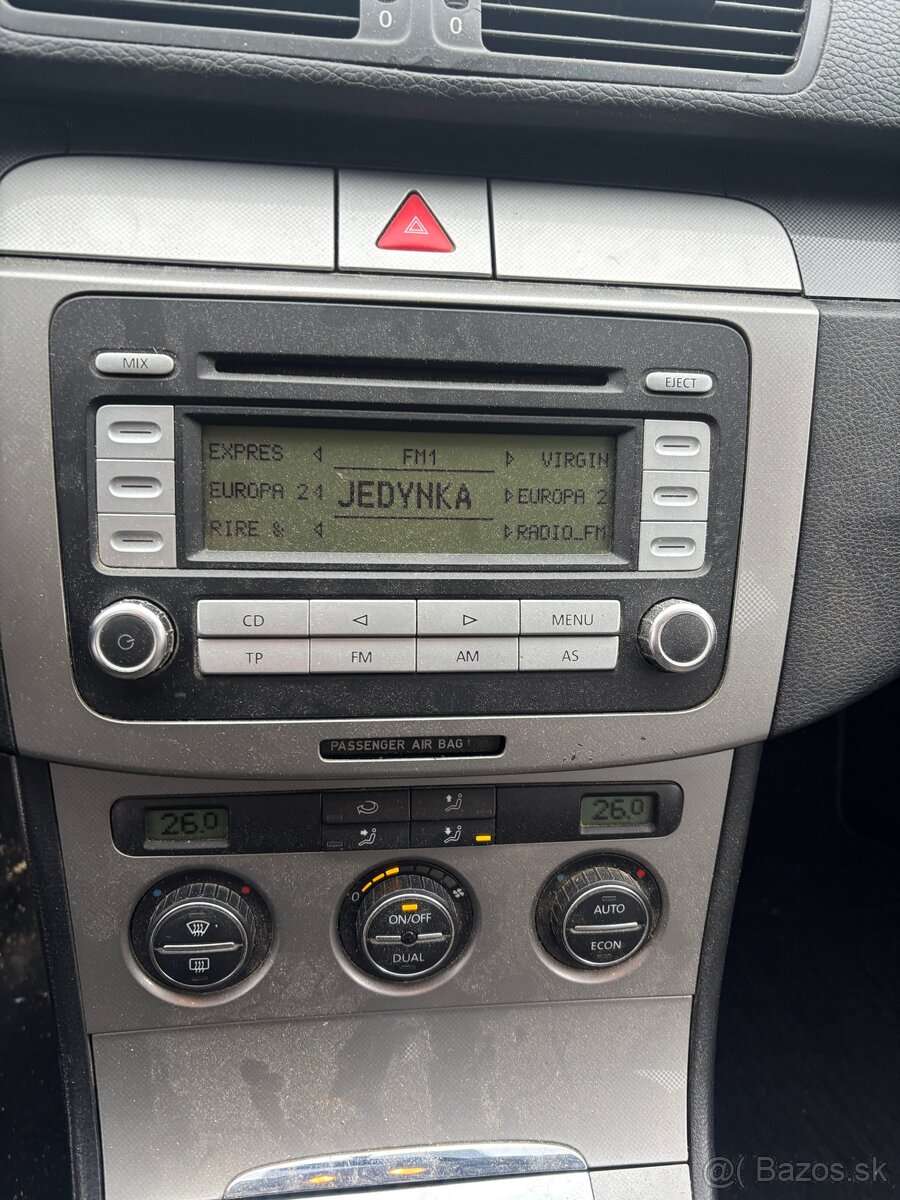 0 0
MIX
EJECT
EXPRES FM1 VIRGIN
EUROPA 2 JEDYNKA EUROPA 2
RIRE & RADIO_FM
CD MENU
TP FM AM AS
PASSENGER AIR BAG
26.0 26.0
0
ON/OFF
DUAL
AUTO
ECON
@( Bazos.sk